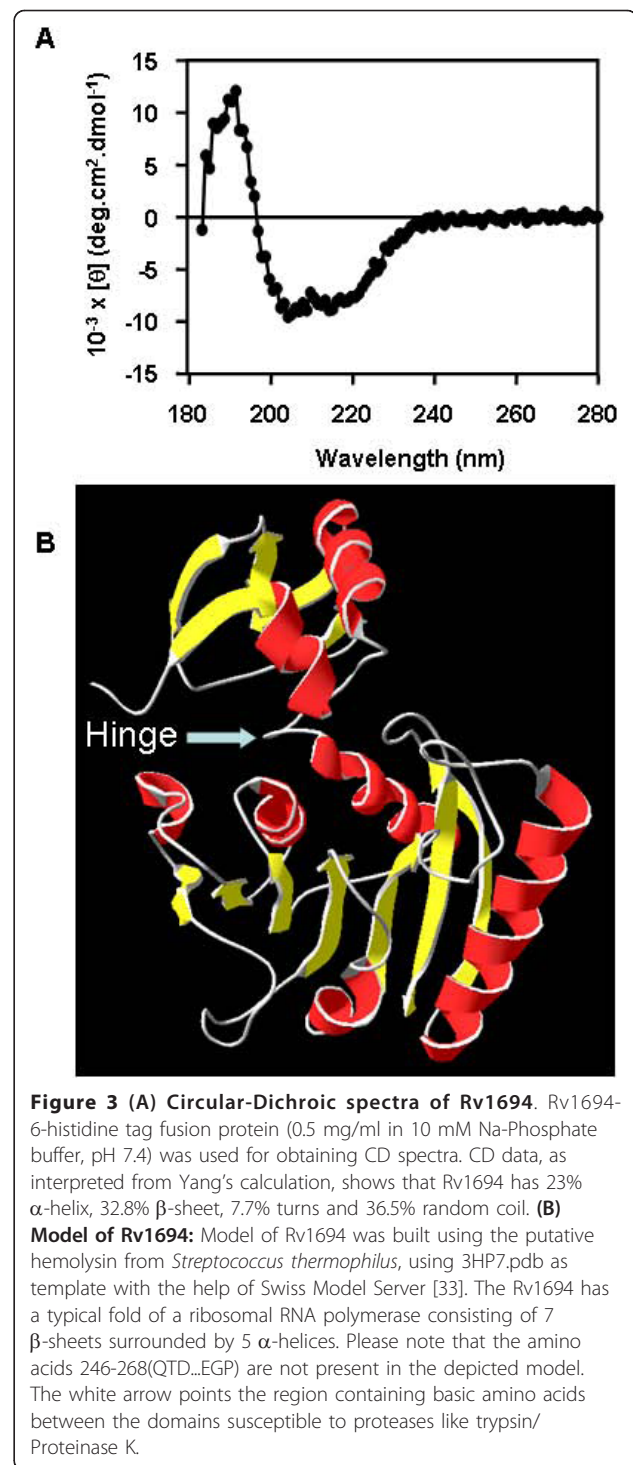 A
15
10
5
0
-5
-10
-15
10⁻³ x [θ] (deg.cm².dmol⁻¹)
180 200 220 240 260 280
Wavelength (nm)
B
Hinge
Figure 3 (A) Circular-Dichroic spectra of Rv1694. Rv1694-
6-histidine tag fusion protein (0.5 mg/ml in 10 mM Na-Phosphate
buffer, pH 7.4) was used for obtaining CD spectra. CD data, as
interpreted from Yang's calculation, shows that Rv1694 has 23%
α-helix, 32.8% β-sheet, 7.7% turns and 36.5% random coil. (B)
Model of Rv1694: Model of Rv1694 was built using the putative
hemolysin from Streptococcus thermophilus, using 3HP7.pdb as
template with the help of Swiss Model Server [33]. The Rv1694 has
a typical fold of a ribosomal RNA polymerase consisting of 7
β-sheets surrounded by 5 α-helices. Please note that the amino
acids 246-268(QTD...EGP) are not present in the depicted model.
The white arrow points the region containing basic amino acids
between the domains susceptible to proteases like trypsin/
Proteinase K.